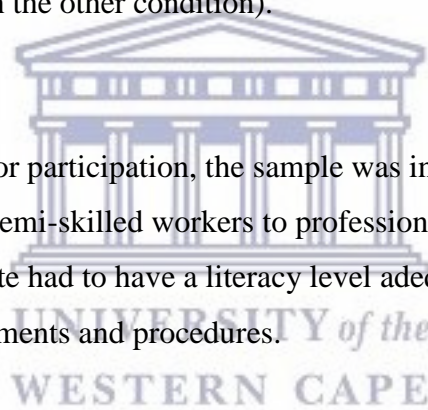 the other condition).
or participation, the sample was in
emi-skilled workers to profession
te had to have a literacy level ade
ments and procedures.
UNIVERSITY of the
WESTERN CAPE